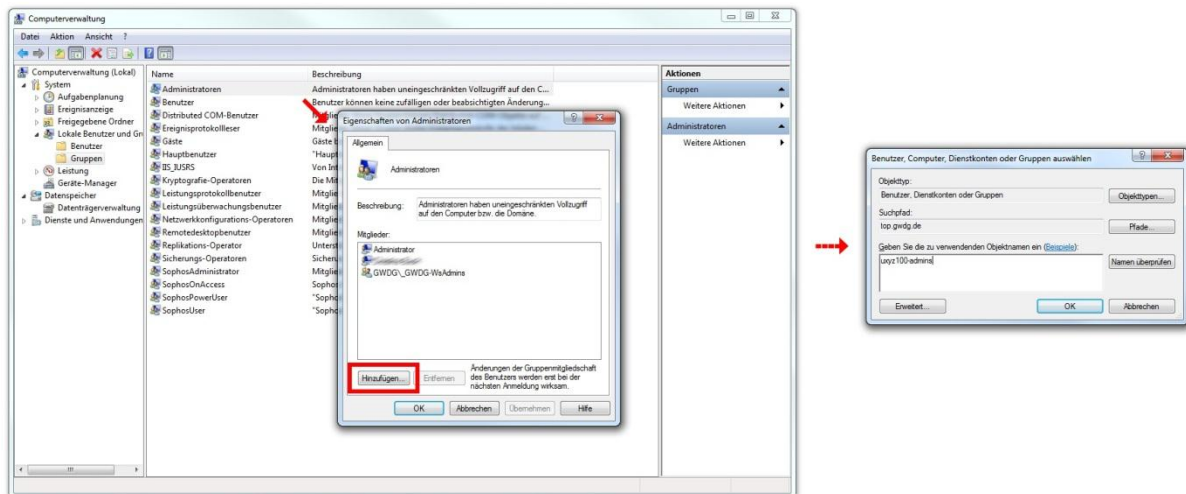 Computerverwaltung
Datei Aktion Ansicht ?
Computerverwaltung (Lokal)
System
Aufgabenplanung
Ereignisanzeige
Freigegebene Ordner
Lokale Benutzer und Gru
Benutzer
Gruppen
Leistung
Geräte-Manager
Datenspeicher
Datenträgerverwaltung
Dienste und Anwendungen
Name Beschreibung
Administratoren Administratoren haben uneingeschränkten Vollzugriff auf den C...
Benutzer Benutzer können keine zufälligen oder beabsichtigten Änderung...
Distributed COM-Benutzer
Ereignisprotokollleser Mitglie
Gäste Gäste b
Hauptbenutzer "Haupt
IIS_IUSRS Von Int
Kryptografie-Operatoren Die Mit
Leistungsprotokollbenutzer Mitglie
Leistungsüberwachungsbenutzer Mitglie
Netzwerkkonfigurations-Operatoren Mitglie
Remotedesktopbenutzer Mitglie
Replikations-Operator Unterst
Sicherungs-Operatoren Sicheru
SophosAdministrator Mitglie
SophosOnAccess Sophos
SophosPowerUser "Sopho
SophosUser "Sopho
Eigenschaften von Administratoren
Allgemein
Administratoren
Beschreibung: Administratoren haben uneingeschränkten Vollzugriff
auf den Computer bzw. die Domäne.
Mitglieder:
Administrator
GWDG\_GWDG-WsAdmins
Hinzufügen... Entfernen
Änderungen der Gruppenmitgliedschaft
des Benutzers werden erst bei der
nächsten Anmeldung wirksam.
OK Abbrechen Übernehmen Hilfe
Aktionen
Gruppen
Weitere Aktionen
Administratoren
Weitere Aktionen
Benutzer, Computer, Dienstkonten oder Gruppen auswählen
Objekttyp:
Benutzer, Dienstkonten oder Gruppen Objekttypen...
Suchpfad:
top.gwdg.de Pfade...
Geben Sie die zu verwendenden Objektnamen ein (Beispiele):
uxyz100-admins Namen überprüfen
Erweitert... OK Abbrechen